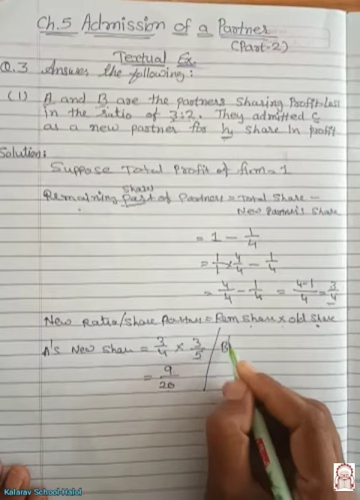 Ch.5 Admission of a Partner
(Part-2)
Textual Ex.
Q.3 Answer the following:
(1) A and B are the partners sharing Profit-Loss
in the ratio of 3:2. They admitted C
as a new partner for 1/4 share in profit
Solution:
Suppose Total Profit of firm = 1
Share
Remaining part of Partners = Total Share -
New Partner's Share
= 1 - 1/4
= 1/1 × 4/4 - 1/4
= 4/4 - 1/4 = 4-1/4 = 3/4
New Ratio/Share Partner = Rem share × old share
A's New Share = 3/4 × 3/5 / B
= 9/20
Kalarav School Halol